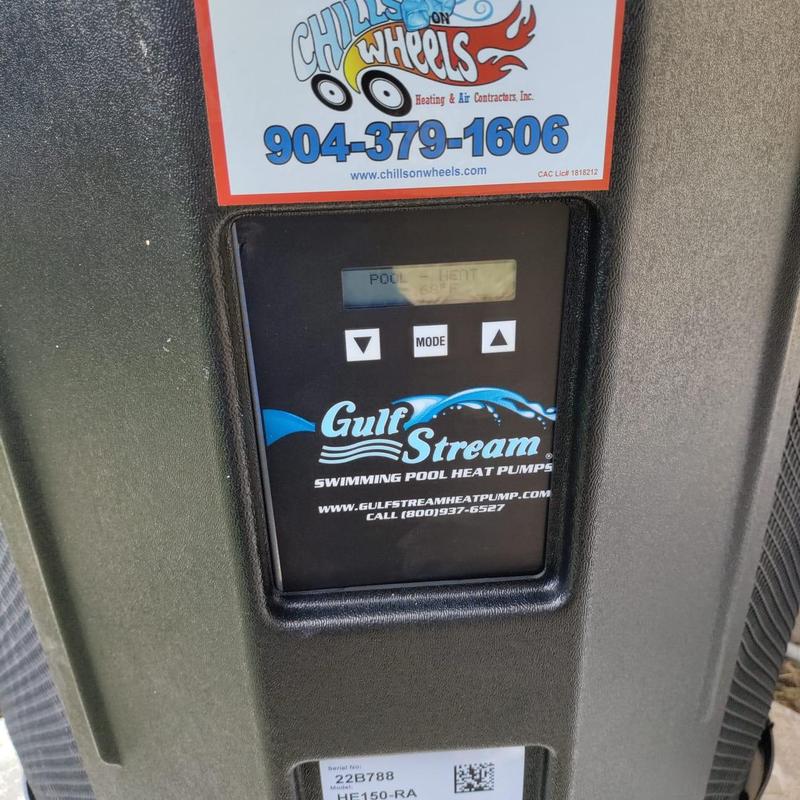 CHILLS ON
WHEELS
Heating & Air Contractors, Inc.
904-379-1606
www.chillsonwheels.com
CAC Lic# 1818212
POOL - HEAT
68°F
MODE
Gulf
Stream®
SWIMMING POOL HEAT PUMPS
WWW.GULFSTREAMHEATPUMP.COM
CALL (800)937-6527
Serial No:
22B788
Model:
HE150-RA